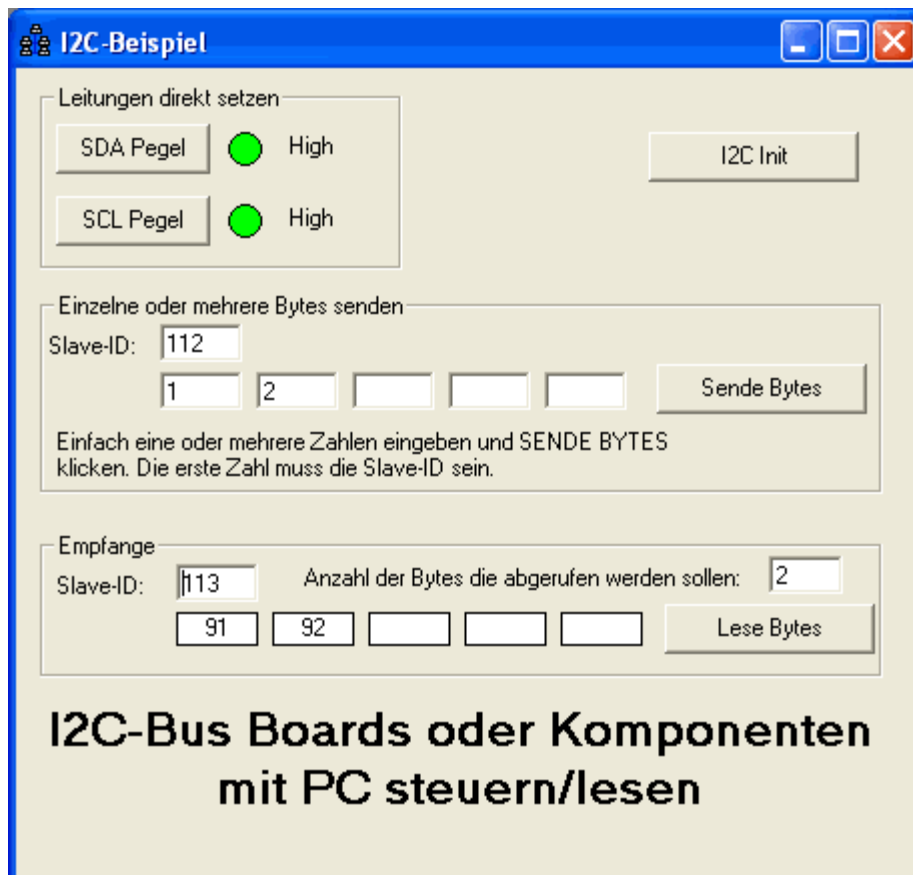 I2C-Beispiel
Leitungen direkt setzen
SDA Pegel High
I2C Init
SCL Pegel High
Einzelne oder mehrere Bytes senden
Slave-ID: 112
1 2 Sende Bytes
Einfach eine oder mehrere Zahlen eingeben und SENDE BYTES
klicken. Die erste Zahl muss die Slave-ID sein.
Empfange
Slave-ID: 113 Anzahl der Bytes die abgerufen werden sollen: 2
91 92 Lese Bytes
I2C-Bus Boards oder Komponenten
mit PC steuern/lesen